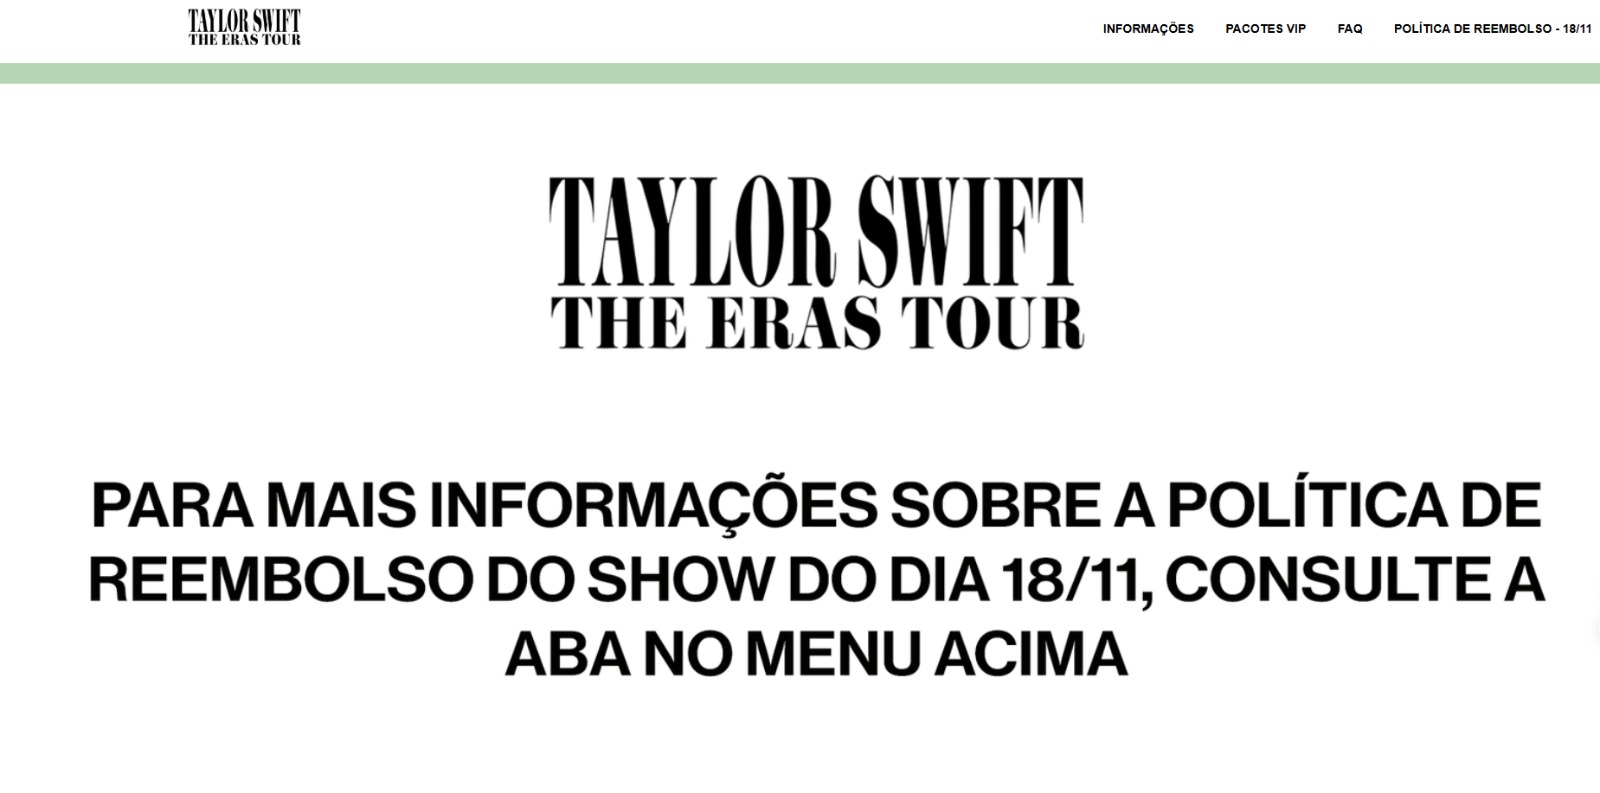 TAYLOR SWIFT
THE ERAS TOUR
INFORMAÇÕES PACOTES VIP FAQ POLÍTICA DE REEMBOLSO - 18/11
TAYLOR SWIFT
THE ERAS TOUR
PARA MAIS INFORMAÇÕES SOBRE A POLÍTICA DE
REEMBOLSO DO SHOW DO DIA 18/11, CONSULTE A
ABA NO MENU ACIMA